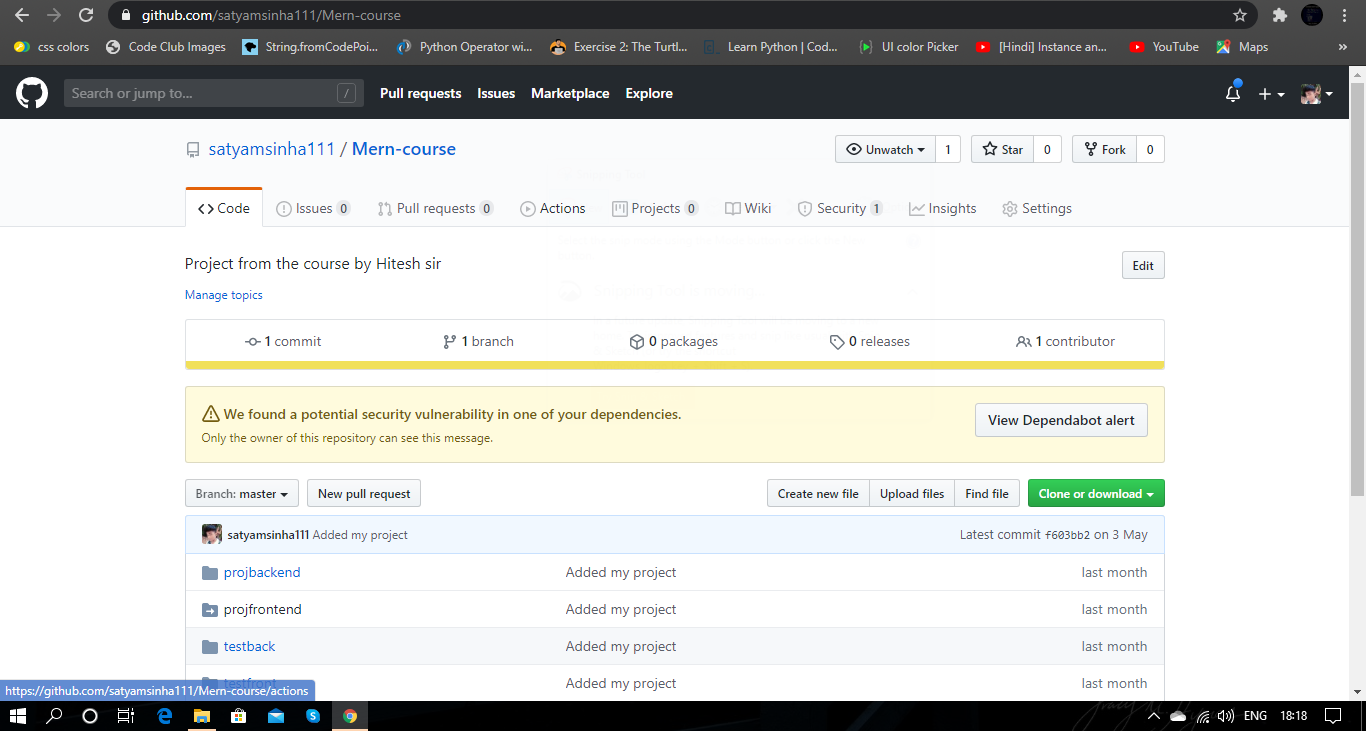 github.com/satyamsinha111/Mern-course
css colors Code Club Images String.fromCodePoi... Python Operator wi... Exercise 2: The Turtl... Learn Python | Cod... UI color Picker [Hindi] Instance an... YouTube Maps »
Search or jump to... / Pull requests Issues Marketplace Explore
satyamsinha111 / Mern-course Unwatch 1 Star 0 Fork 0
<> Code Issues 0 Pull requests 0 Actions Projects 0 Wiki Security 1 Insights Settings
Project from the course by Hitesh sir Edit
Manage topics
1 commit 1 branch 0 packages 0 releases 1 contributor
We found a potential security vulnerability in one of your dependencies.
Only the owner of this repository can see this message.
View Dependabot alert
Branch: master New pull request Create new file Upload files Find file Clone or download
satyamsinha111 Added my project Latest commit f603bb2 on 3 May
projbackend Added my project last month
projfrontend Added my project last month
testback Added my project last month
testfront Added my project last month
https://github.com/satyamsinha111/Mern-course/actions
ENG 18:18